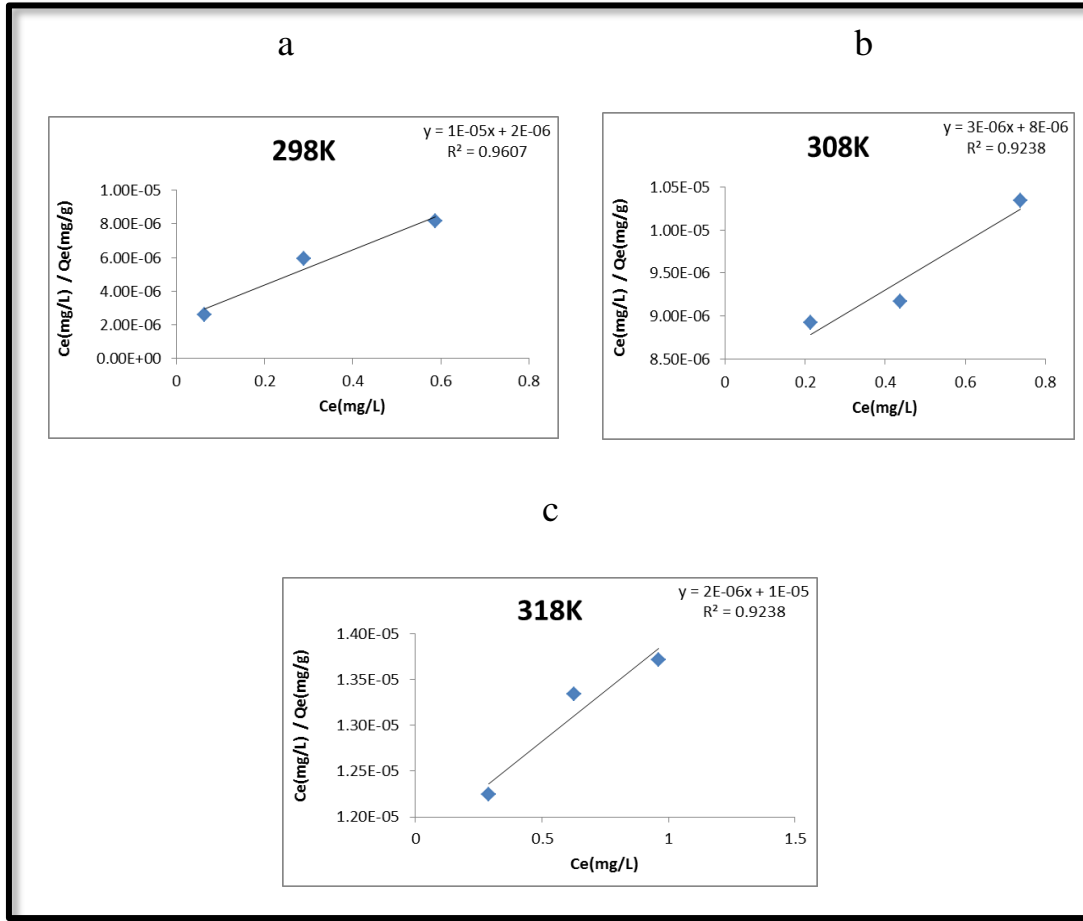 a
298K
y = 1E-05x + 2E-06
R² = 0.9607
Ce(mg/L) / Qe(mg/g)
1.00E-05
8.00E-06
6.00E-06
4.00E-06
2.00E-06
0.00E+00
0 0.2 0.4 0.6 0.8
Ce(mg/L)
b
308K
y = 3E-06x + 8E-06
R² = 0.9238
Ce(mg/L) / Qe(mg/g)
1.05E-05
1.00E-05
9.50E-06
9.00E-06
8.50E-06
0 0.2 0.4 0.6 0.8
Ce(mg/L)
c
318K
y = 2E-06x + 1E-05
R² = 0.9238
Ce(mg/L) / Qe(mg/g)
1.40E-05
1.35E-05
1.30E-05
1.25E-05
1.20E-05
0 0.5 1 1.5
Ce(mg/L)